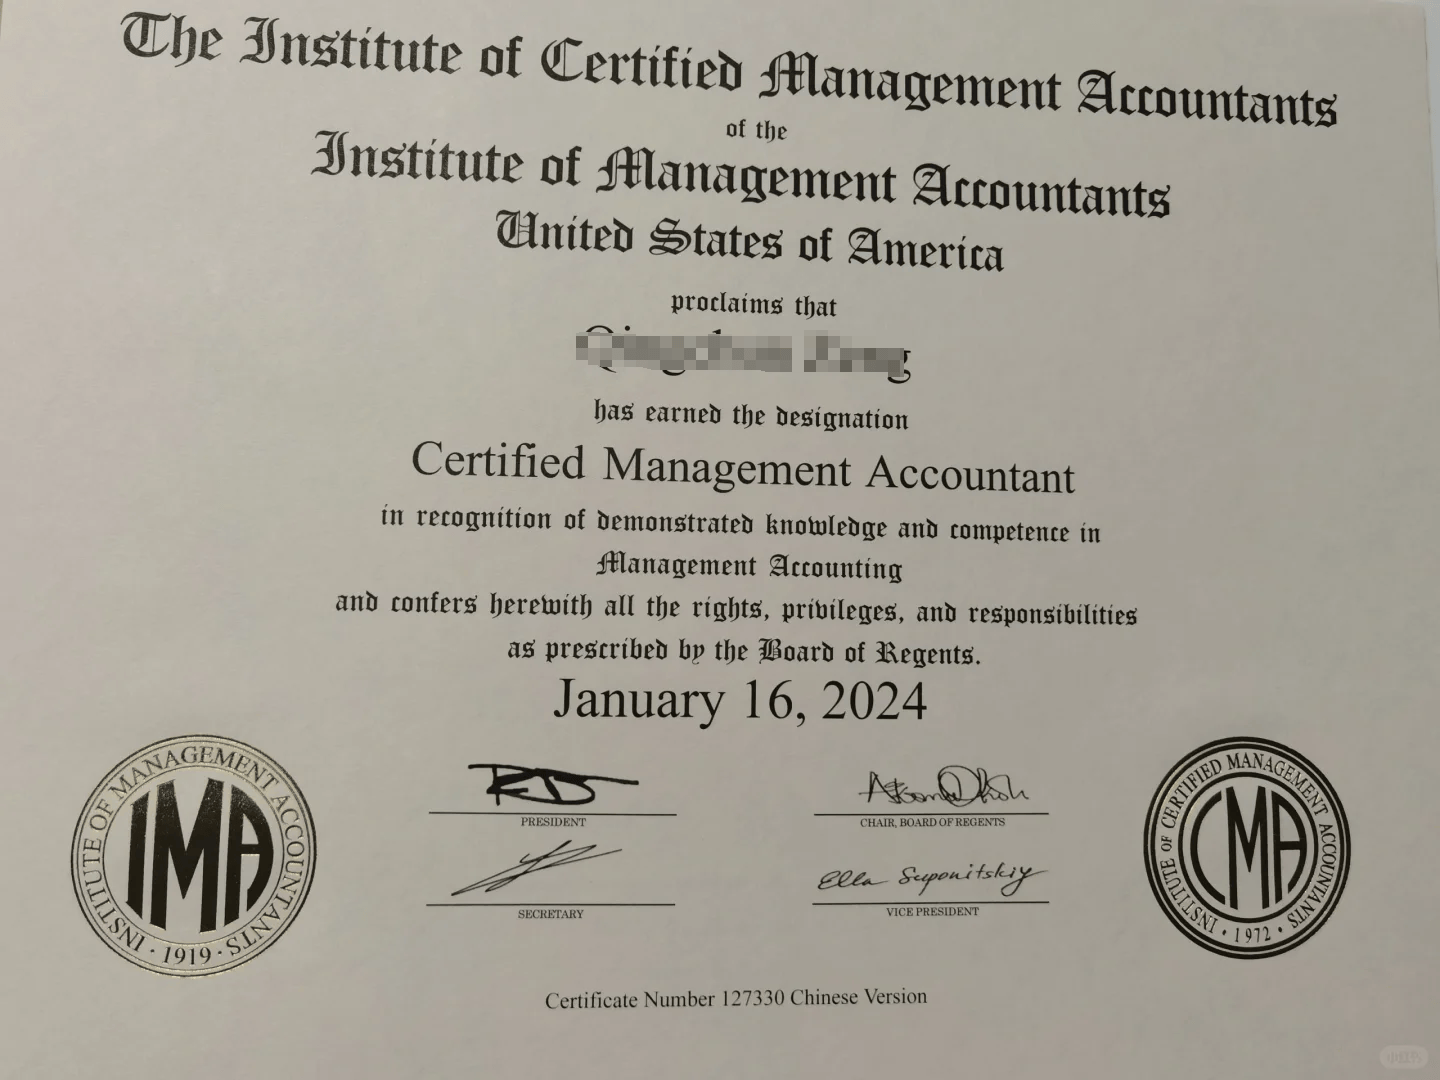 The Institute of Certified Management Accountants
of the
Institute of Management Accountants
United States of America
proclaims that
has earned the designation
Certified Management Accountant
in recognition of demonstrated knowledge and competence in
Management Accounting
and confers herewith all the rights, privileges, and responsibilities
as prescribed by the Board of Regents.
January 16, 2024
PRESIDENT
CHAIR, BOARD OF REGENTS
SECRETARY
Ella Suponitskiy
VICE PRESIDENT
INSTITUTE OF MANAGEMENT ACCOUNTANTS
IMA
· 1919 ·
INSTITUTE OF CERTIFIED MANAGEMENT ACCOUNTANTS
CMA
• 1972 •
Certificate Number 127330 Chinese Version
小红书